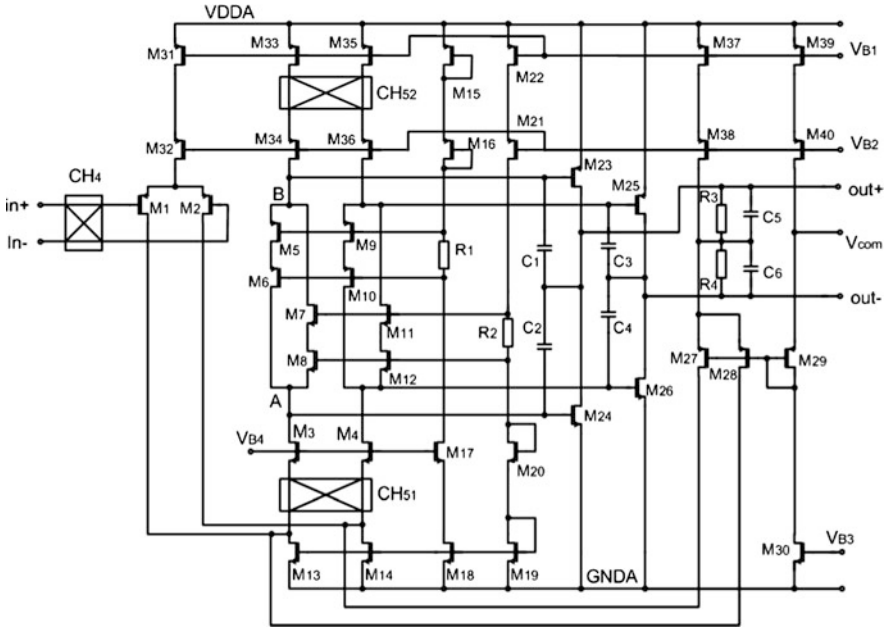 VDDA
M31 M33 M35 M37 M39 VB1
M22
CH52 M15
M21
M32 M34 M36 M16 M38 M40 VB2
M23
CH4 M25 out+
in+ B R3
M1 M2 C5
In- M5 M9 R1 C1 C3 Vcom
M6 R4 C6
M10 out-
M7 M11 R2 C2 C4
M8 M27 M28 M29
M12 M26
A M24
M3 M4
VB4 M17 M20
CH51
VB3
M30
M13 M14 M18 M19 GNDA